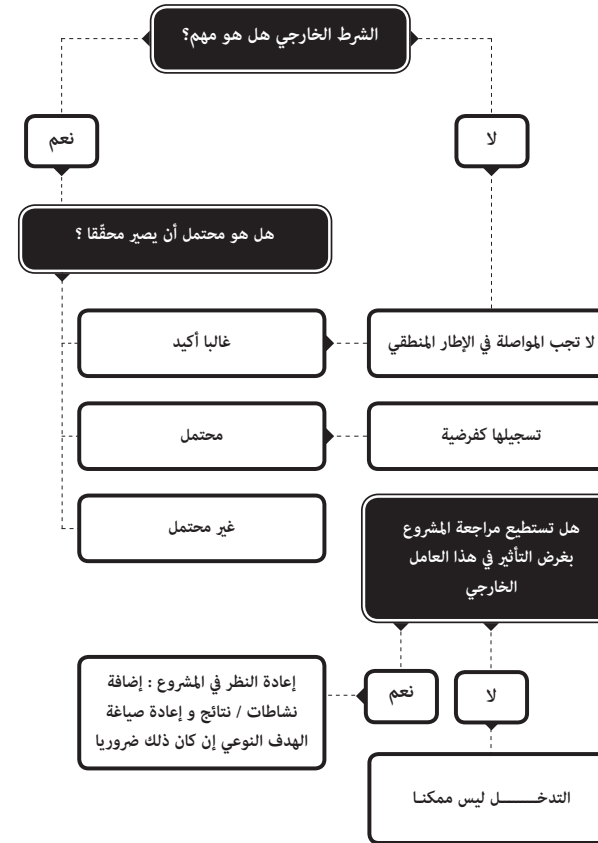 الشرط الخارجي هل هو مهم؟
لا
نعم
هل هو محتمل أن يصير محقّقا ؟
لا تجب المواصلة في الإطار المنطقي
غالبا أكيد
تسجيلها كفرضية
محتمل
غير محتمل
هل تستطيع مراجعة المشروع
بغرض التأثير في هذا العامل
الخارجي
لا
نعم
إعادة النظر في المشروع : إضافة
نشاطات / نتائج و إعادة صياغة
الهدف النوعي إن كان ذلك ضروريا
التدخـــــــل ليس ممكنـا